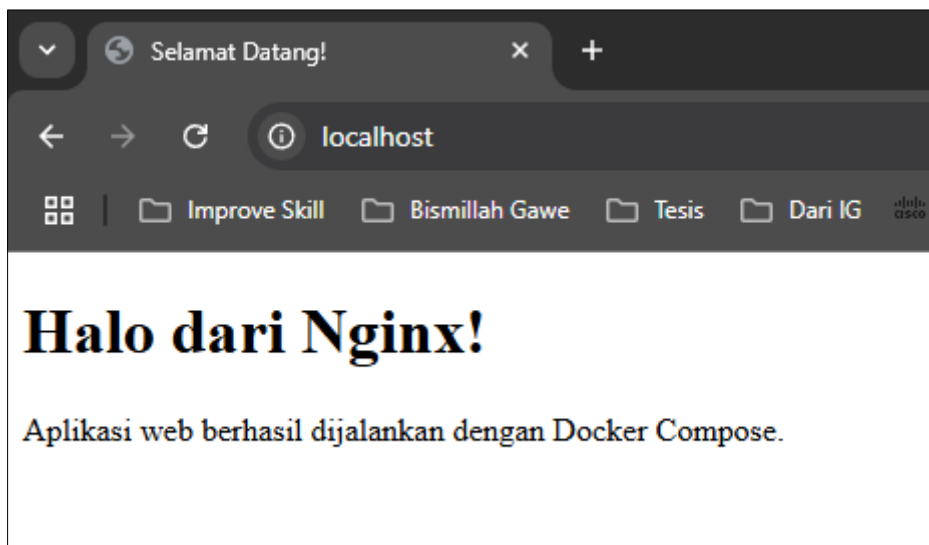 Selamat Datang!
localhost
Improve Skill Bismillah Gawe Tesis Dari IG cisco
Halo dari Nginx!
Aplikasi web berhasil dijalankan dengan Docker Compose.